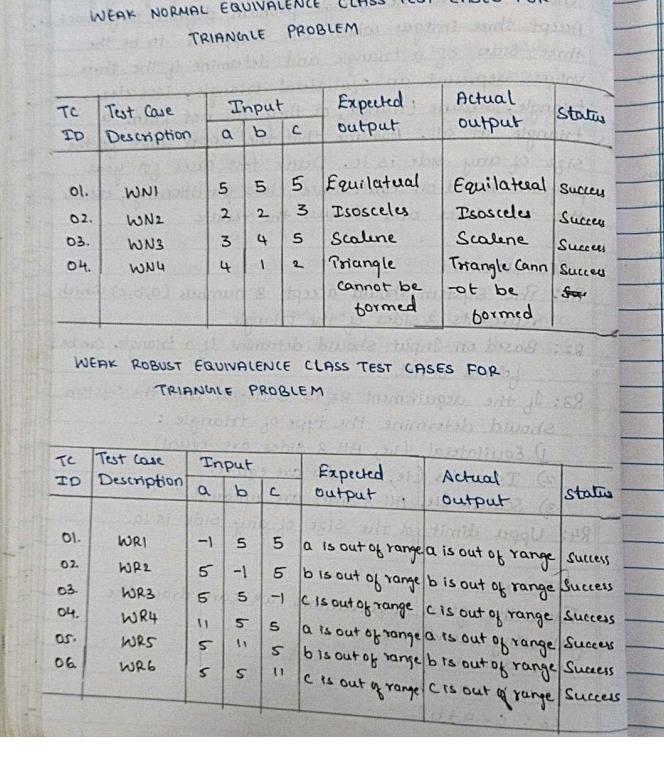 WEAK NORMAL EQUIVALENCE CLASS TEST CASES FOR
TRIANGLE PROBLEM
TC ID | Test Case Description | Input a b c | Expected : output | Actual output | Status
01. WN1 5 5 5 Equilateral Equilateral Success
02. WN2 2 2 3 Isosceles Isosceles Success
03. WN3 3 4 5 Scalene Scalene Success
04. WN4 4 1 2 Triangle Triangle Cann Success
cannot be -ot be
formed formed
WEAK ROBUST EQUIVALENCE CLASS TEST CASES FOR
TRIANGLE PROBLEM
TC ID | Test Case Description | Input a b c | Expected output | Actual output | Status
01. WR1 -1 5 5 a is out of range a is out of range Success
02. WR2 5 -1 5 b is out of range b is out of range Success
03. WR3 5 5 -1 c is out of range c is out of range Success
04. WR4 11 5 5 a is out of range a is out of range Success
05. WR5 5 11 5 b is out of range b is out of range Success
06. WR6 5 5 11 c is out of range c is out of range Success